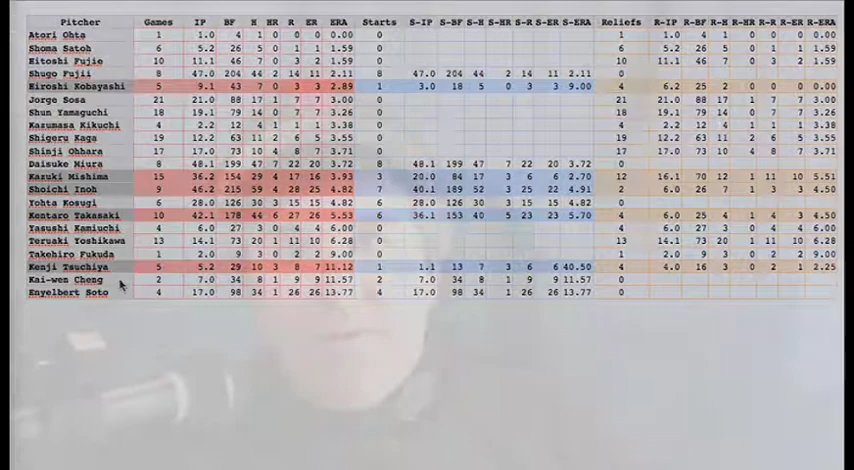 Pitcher Games IP BF H HR R ER ERA Starts S-IP S-BF S-H S-HR S-R S-ER S-ERA Reliefs R-IP R-BF R-H R-HR R-R R-ER R-ERA
Atori Ohta 1 1.0 4 1 0 0 0 0.00 0 1 1.0 4 1 0 0 0 0.00
Shoma Satoh 6 5.2 26 5 0 1 1 1.59 0 6 5.2 26 5 0 1 1 1.59
Kitoshi Fujie 10 11.1 46 7 0 3 2 1.59 0 10 11.1 46 7 0 3 2 1.59
Shugo Fujii 8 47.0 204 44 2 14 11 2.11 8 47.0 204 44 2 14 11 2.11 0
Hiroshi Kobayashi 5 9.1 43 7 0 3 3 2.89 1 3.0 18 5 0 3 3 9.00 4 6.2 25 2 0 0 0 0.00
Jorge Sosa 21 21.0 88 17 1 7 7 3.00 0 21 21.0 88 17 1 7 7 3.00
Shun Yamaguchi 18 19.1 79 14 0 7 7 3.26 0 18 19.1 79 14 0 7 7 3.26
Kazumasa Kikuchi 4 2.2 12 4 1 1 1 3.38 0 4 2.2 12 4 1 1 1 3.38
Shigeru Kaga 19 12.2 63 11 2 6 5 3.55 0 19 12.2 63 11 2 6 5 3.55
Shinji Ohhara 17 17.0 73 10 4 8 7 3.71 0 17 17.0 73 10 4 8 7 3.71
Daisuke Miura 8 48.1 199 47 7 22 20 3.72 8 48.1 199 47 7 22 20 3.72 0
Kazuki Mishima 15 36.2 154 29 4 17 16 3.93 3 20.0 84 17 3 6 6 2.70 12 16.1 70 12 1 11 10 5.51
Shoichi Inoh 9 46.2 215 59 4 28 25 4.82 7 40.1 189 52 3 25 22 4.91 2 6.0 26 7 1 3 3 4.50
Yohta Kosugi 6 28.0 126 30 3 15 15 4.82 6 28.0 126 30 3 15 15 4.82 0
Kentaro Takasaki 10 42.1 178 44 6 27 26 5.53 6 36.1 153 40 5 23 23 5.70 4 6.0 25 4 1 4 3 4.50
Yasushi Kamiuchi 4 6.0 27 3 0 4 4 6.00 0 4 6.0 27 3 0 4 4 6.00
Teruaki Yoshikawa 13 14.1 73 20 1 11 10 6.28 0 13 14.1 73 20 1 11 10 6.28
Takehiro Fukuda 1 2.0 9 3 0 2 2 9.00 0 1 2.0 9 3 0 2 2 9.00
Kenji Tsuchiya 5 5.2 29 10 3 8 7 11.12 1 1.1 13 7 3 6 6 40.50 4 4.0 16 3 0 2 1 2.25
Kai-wen Cheng 2 7.0 34 8 1 9 9 11.57 2 7.0 34 8 1 9 9 11.57 0
Enyelbert Soto 4 17.0 98 34 1 26 26 13.77 4 17.0 98 34 1 26 26 13.77 0